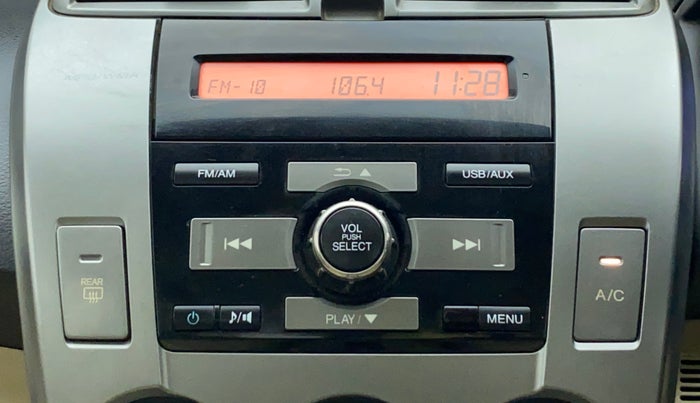 FM-10 106.4 11:28
FM/AM
USB/AUX
VOL
PUSH
SELECT
REAR
A/C
PLAY/
MENU